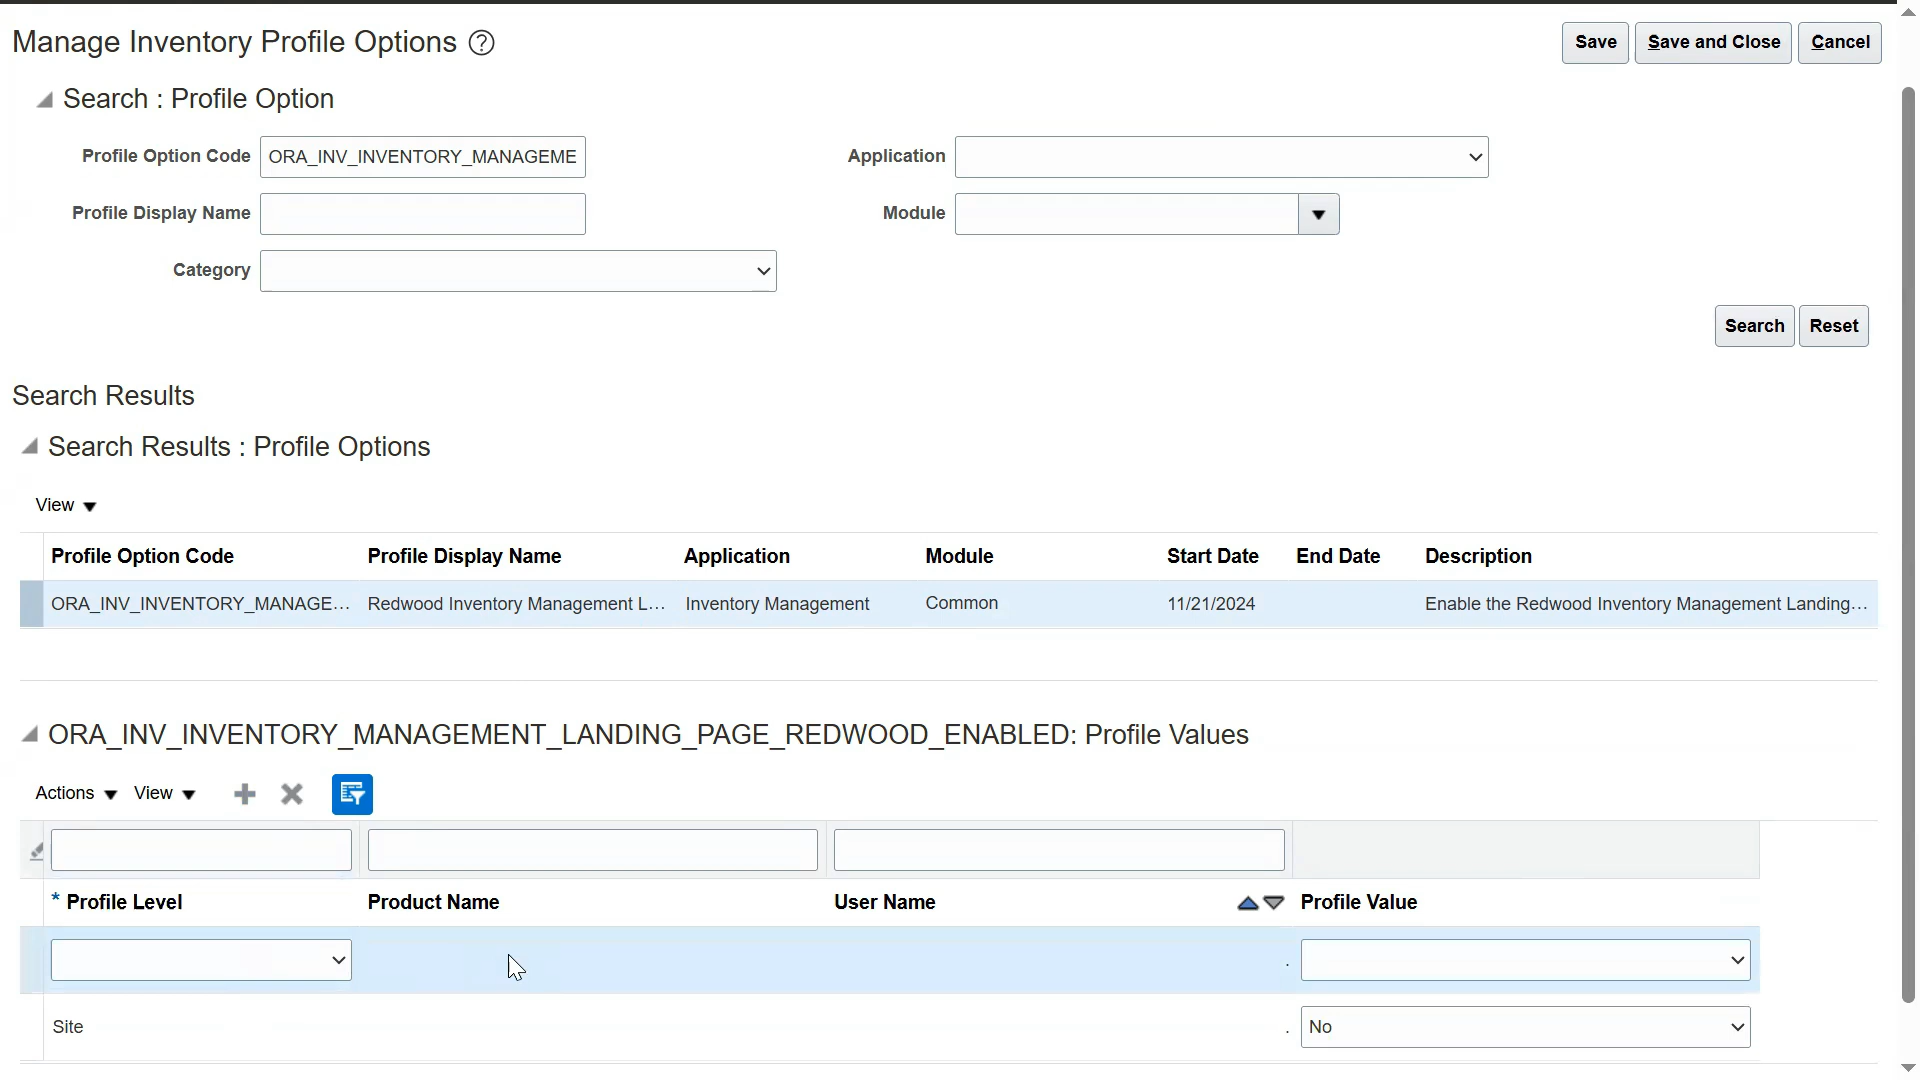 Manage Inventory Profile Options ?
Save Save and Close Cancel
Search : Profile Option
Profile Option Code ORA_INV_INVENTORY_MANAGEME Application
Profile Display Name Module
Category
Search Reset
Search Results
Search Results : Profile Options
View
Profile Option Code Profile Display Name Application Module Start Date End Date Description
ORA_INV_INVENTORY_MANAGE... Redwood Inventory Management L... Inventory Management Common 11/21/2024 Enable the Redwood Inventory Management Landing...
ORA_INV_INVENTORY_MANAGEMENT_LANDING_PAGE_REDWOOD_ENABLED: Profile Values
Actions View
* Profile Level Product Name User Name Profile Value
.
Site . No